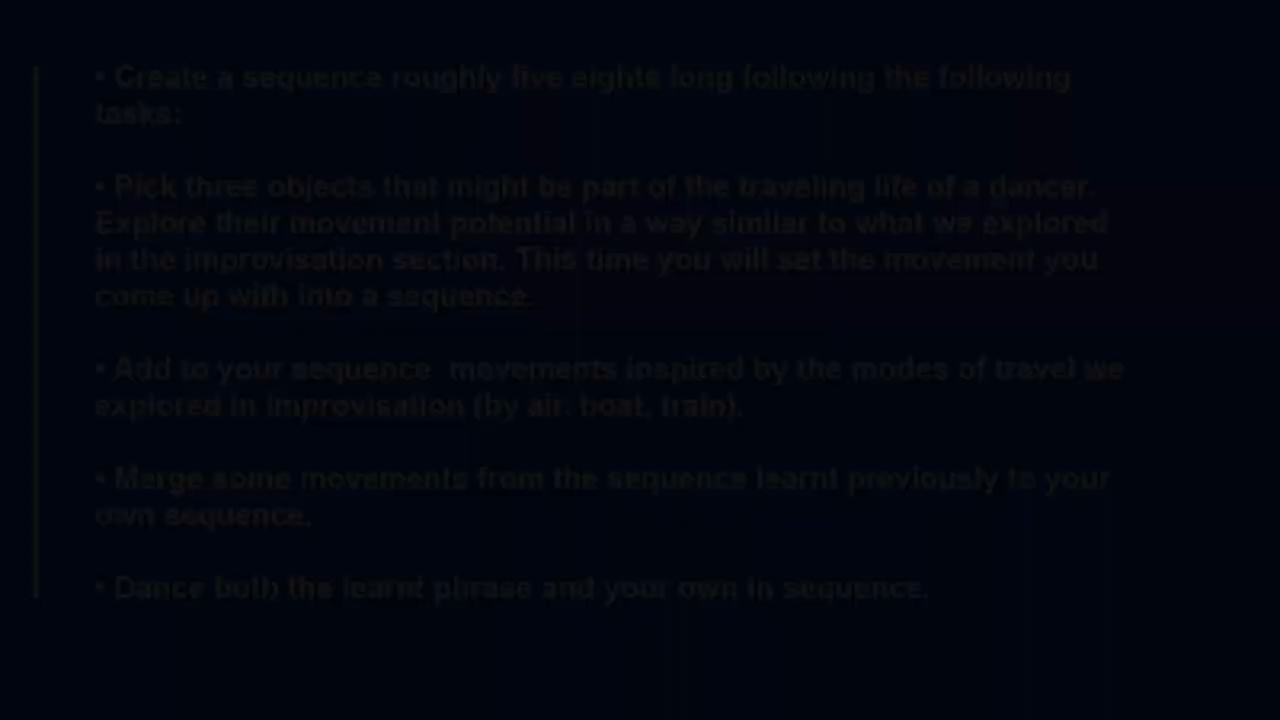 • Create a sequence roughly five eights long following the following
tasks:
• Pick three objects that might be part of the traveling life of a dancer.
Explore their movement potential in a way similar to what we explored
in the improvisation section. This time you will set the movement you
come up with into a sequence.
• Add to your sequence movements inspired by the modes of travel we
explored in improvisation (by air, boat, train).
• Merge some movements from the sequence learnt previously to your
own sequence.
• Dance both the learnt phrase and your own in sequence.